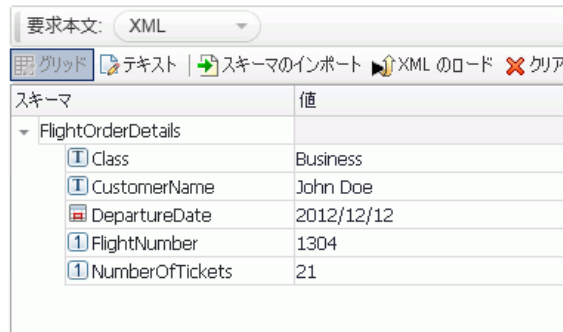 要求本文: XML
グリッド テキスト スキーマのインポート XML のロード クリア
スキーマ 値
FlightOrderDetails
T Class Business
T CustomerName John Doe
DepartureDate 2012/12/12
1 FlightNumber 1304
1 NumberOfTickets 21